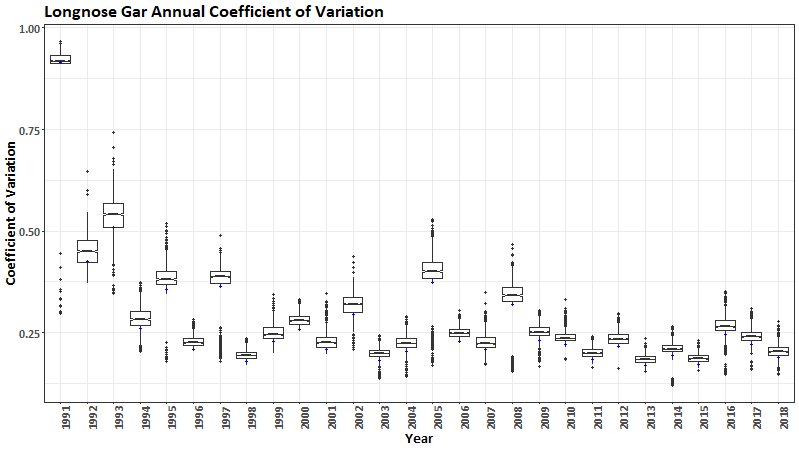 Longnose Gar Annual Coefficient of Variation
1.00
0.75
0.50
0.25
Coefficient of Variation
1991 1992 1993 1994 1995 1996 1997 1998 1999 2000 2001 2002 2003 2004 2005 2006 2007 2008 2009 2010 2011 2012 2013 2014 2015 2016 2017 2018
Year